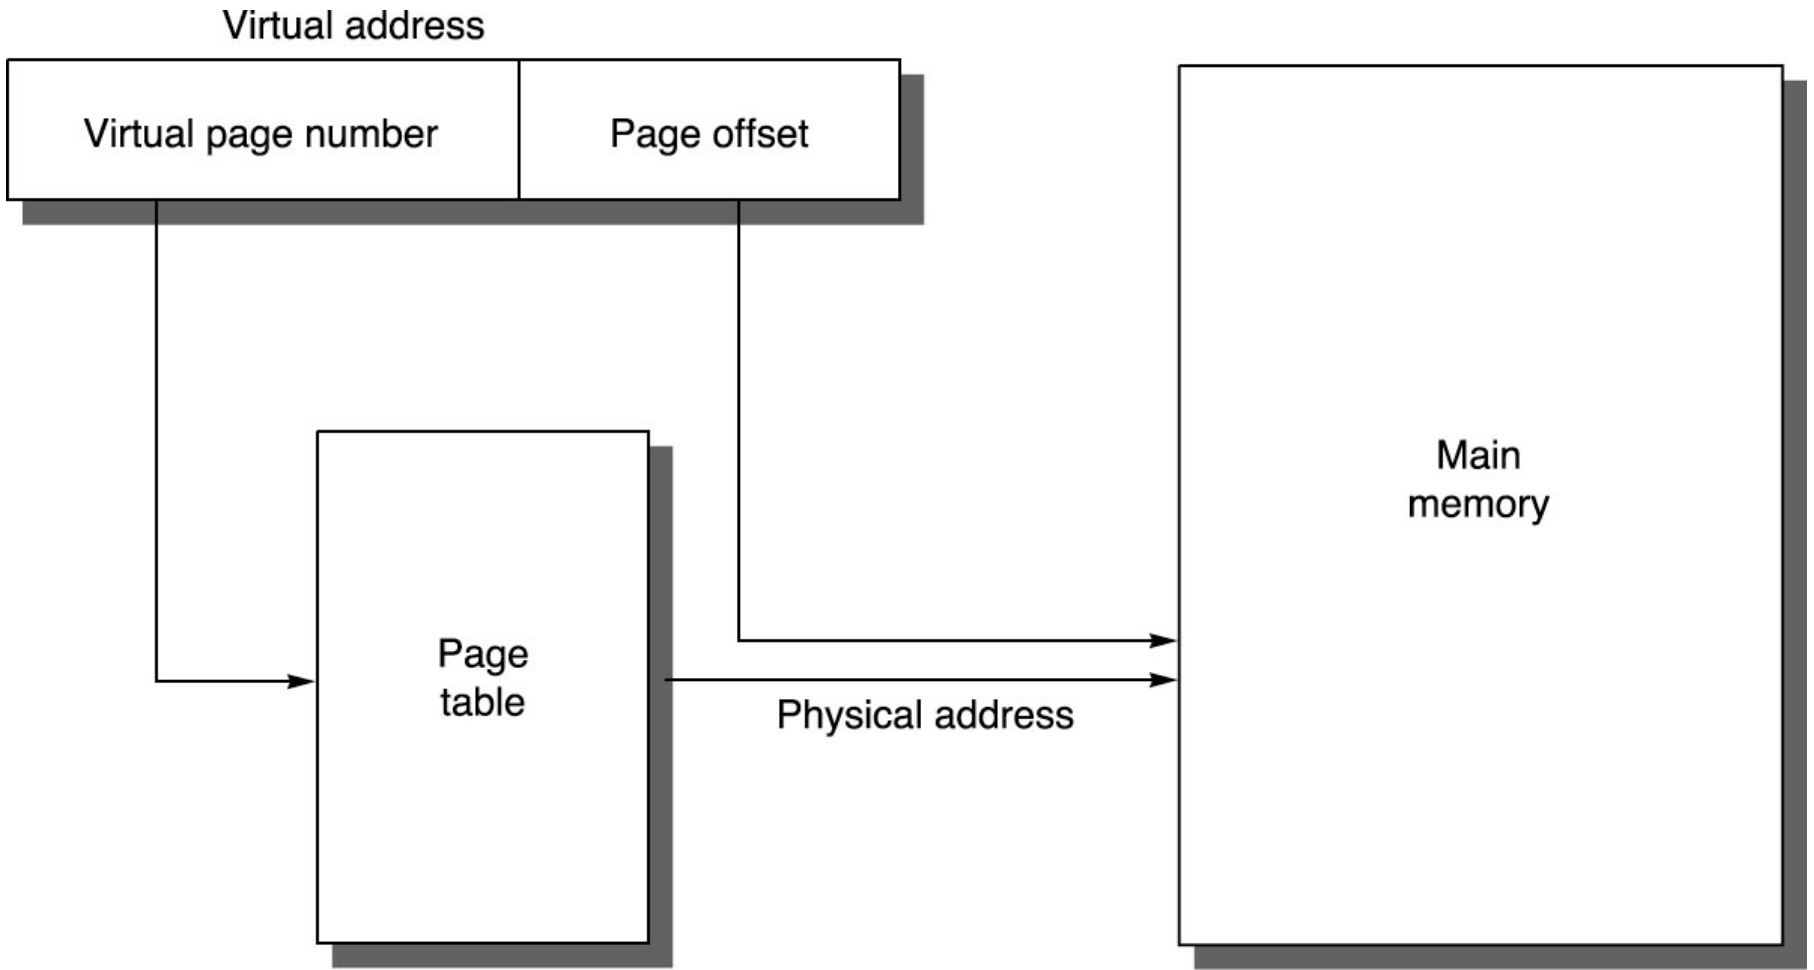 Virtual address
Virtual page number
Page offset
Main
memory
Page
table
Physical address